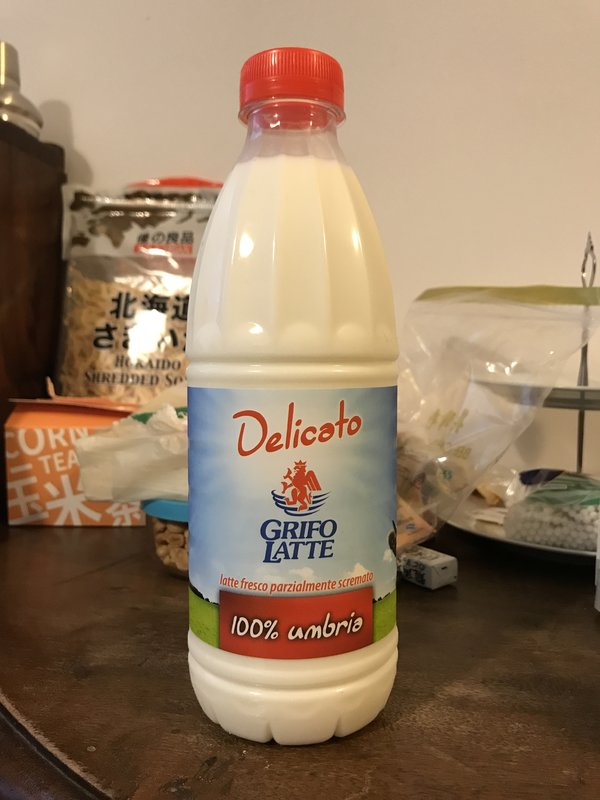 Delicato
GRIFO
LATTE
latte fresco parzialmente scremato
100% umbria
北海道
HOKKAIDO
SHREDDED
CORN
TEA
玉米